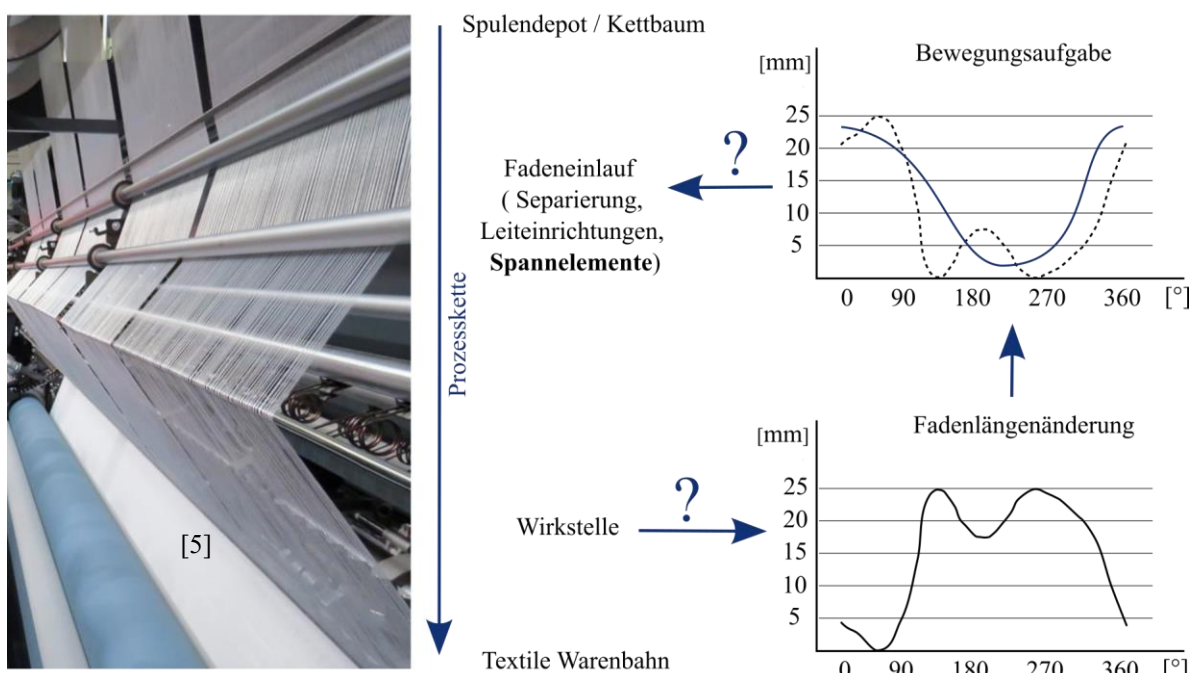 Spulendepot / Kettbaum
Prozesskette
Fadeneinlauf
( Separierung,
Leiteinrichtungen,
Spannelemente)
?
Bewegungsaufgabe
[mm]
25
20
15
10
5
0 90 180 270 360 [°]
Wirkstelle
?
Fadenlängenänderung
[mm]
25
20
15
10
5
0 90 180 270 360 [°]
[5]
Textile Warenbahn